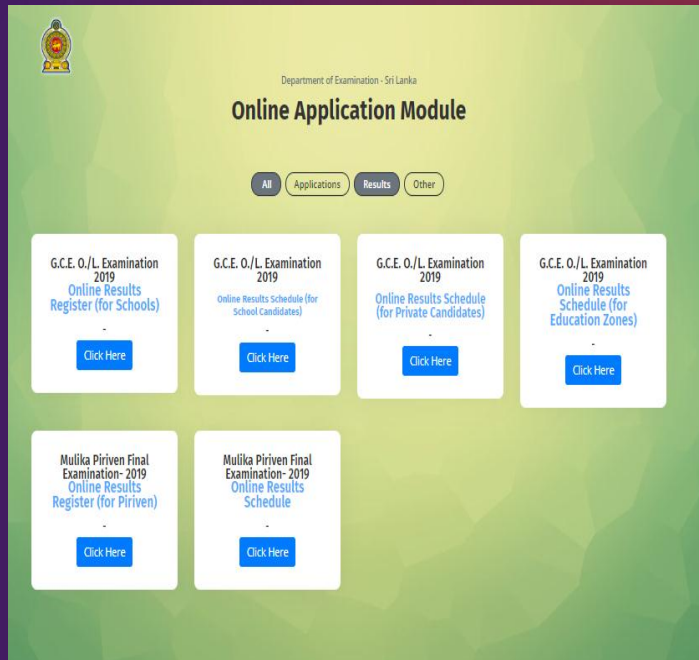 Department of Examination - Sri Lanka
Online Application Module
All
Applications
Results
Other
G.C.E. O./L. Examination
2019
Online Results
Register (for Schools)
-
Click Here
G.C.E. O./L. Examination
2019
Online Results Schedule (for
School Candidates)
-
Click Here
G.C.E. O./L. Examination
2019
Online Results Schedule
(for Private Candidates)
-
Click Here
G.C.E. O./L. Examination
2019
Online Results
Schedule (for
Education Zones)
-
Click Here
Mulika Piriven Final
Examination- 2019
Online Results
Register (for Piriven)
-
Click Here
Mulika Piriven Final
Examination- 2019
Online Results
Schedule
-
Click Here